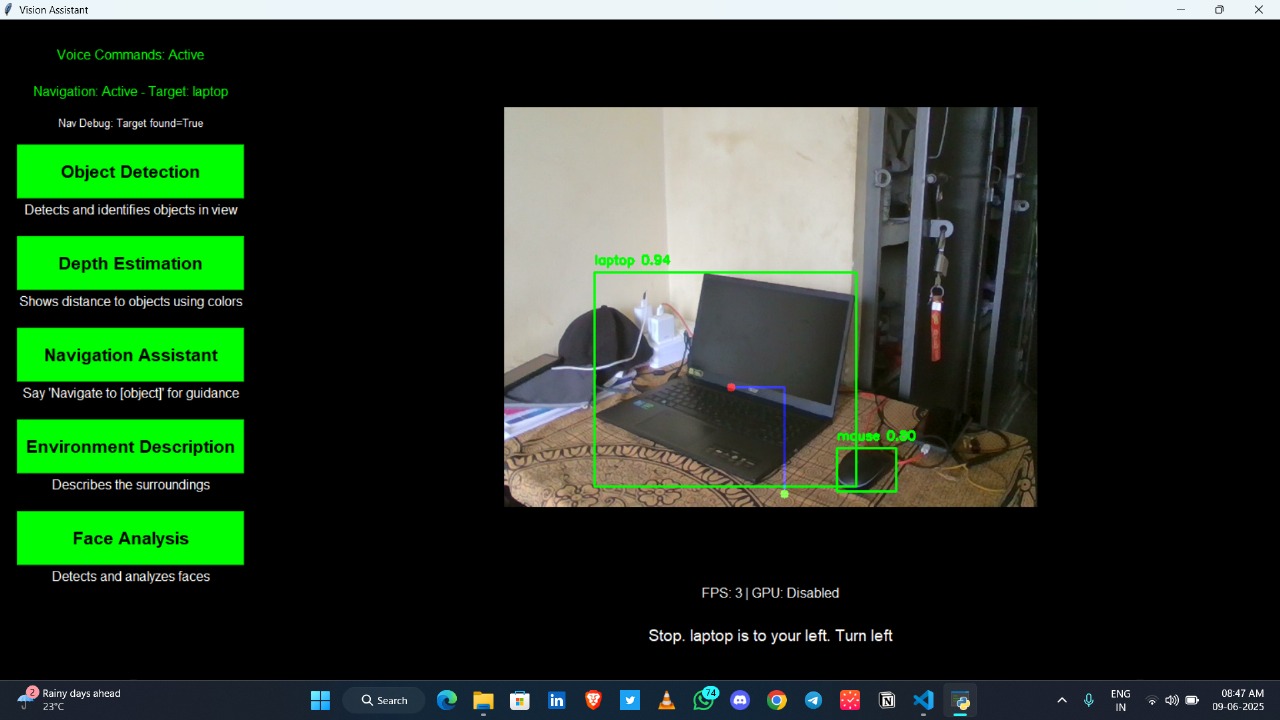 Vision Assistant
Voice Commands: Active
Navigation: Active - Target: laptop
Nav Debug: Target found=True
Object Detection
Detects and identifies objects in view
Depth Estimation
Shows distance to objects using colors
Navigation Assistant
Say 'Navigate to [object]' for guidance
Environment Description
Describes the surroundings
Face Analysis
Detects and analyzes faces
laptop 0.94
mouse 0.80
FPS: 3 | GPU: Disabled
Stop. laptop is to your left. Turn left
2
Rainy days ahead
23°C
Search
74
ENG
IN
08:47 AM
09-06-2025